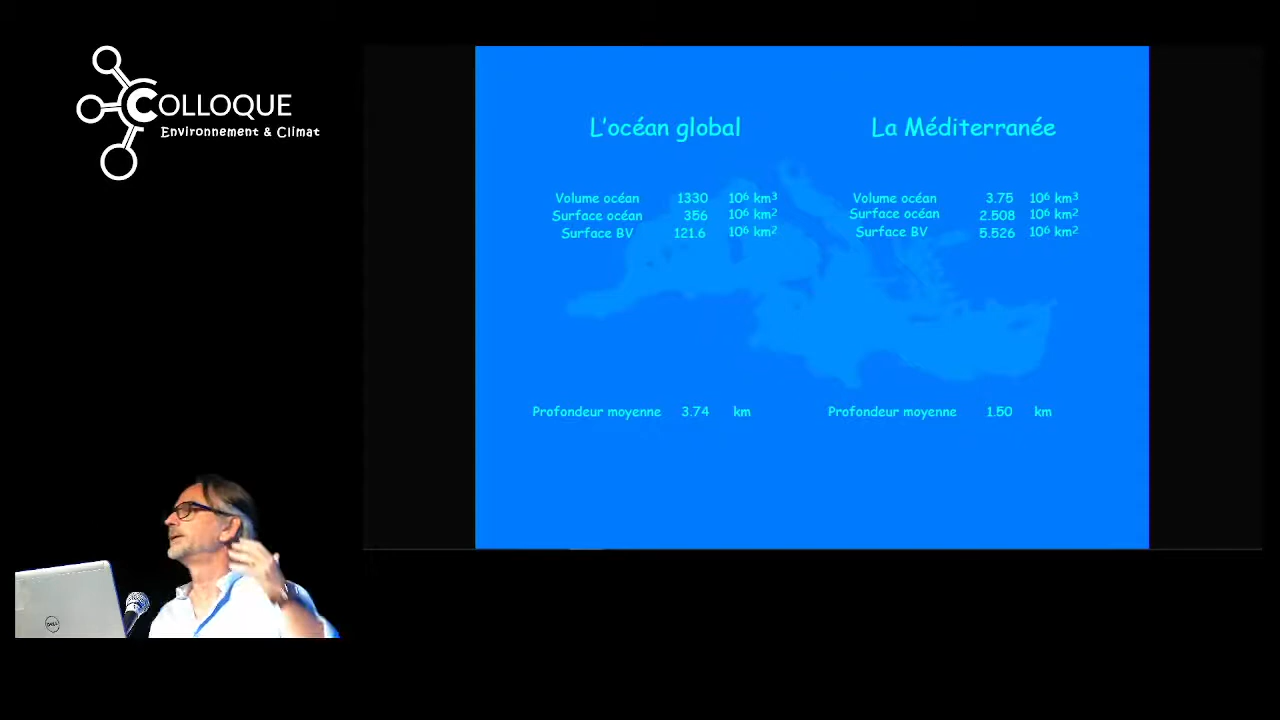 COLLOQUE
Environnement & Climat
L'océan global
La Méditerranée
Volume océan 1330 10⁶ km³
Surface océan 356 10⁶ km²
Surface BV 121.6 10⁶ km²
Volume océan 3.75 10⁶ km³
Surface océan 2.508 10⁶ km²
Surface BV 5.526 10⁶ km²
Profondeur moyenne 3.74 km
Profondeur moyenne 1.50 km
DELL